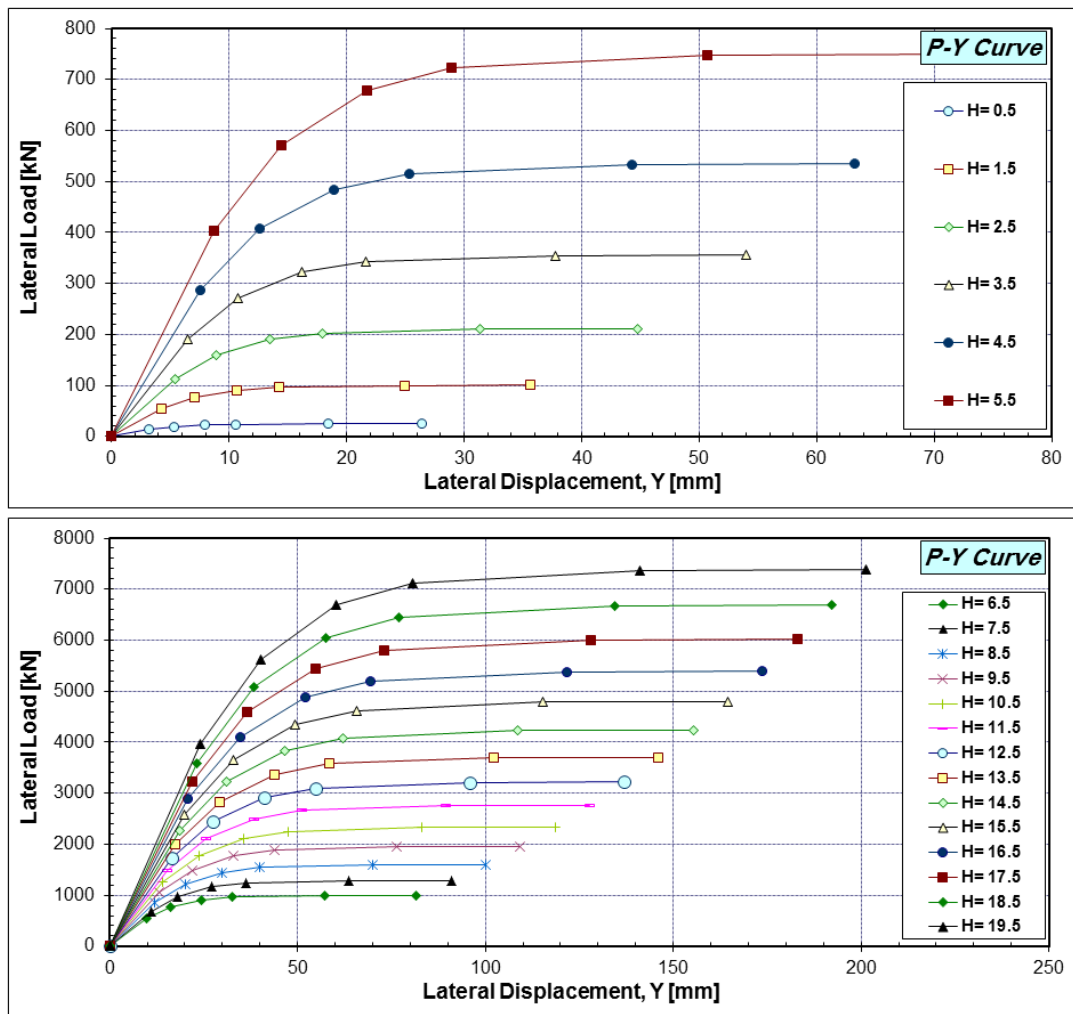 P-Y Curve
800
700
600
500
400
300
200
100
0
Lateral Load [kN]
0 10 20 30 40 50 60 70 80
Lateral Displacement, Y [mm]
H= 0.5
H= 1.5
H= 2.5
H= 3.5
H= 4.5
H= 5.5
P-Y Curve
8000
7000
6000
5000
4000
3000
2000
1000
0
Lateral Load [kN]
0 50 100 150 200 250
Lateral Displacement, Y [mm]
H= 6.5
H= 7.5
H= 8.5
H= 9.5
H= 10.5
H= 11.5
H= 12.5
H= 13.5
H= 14.5
H= 15.5
H= 16.5
H= 17.5
H= 18.5
H= 19.5